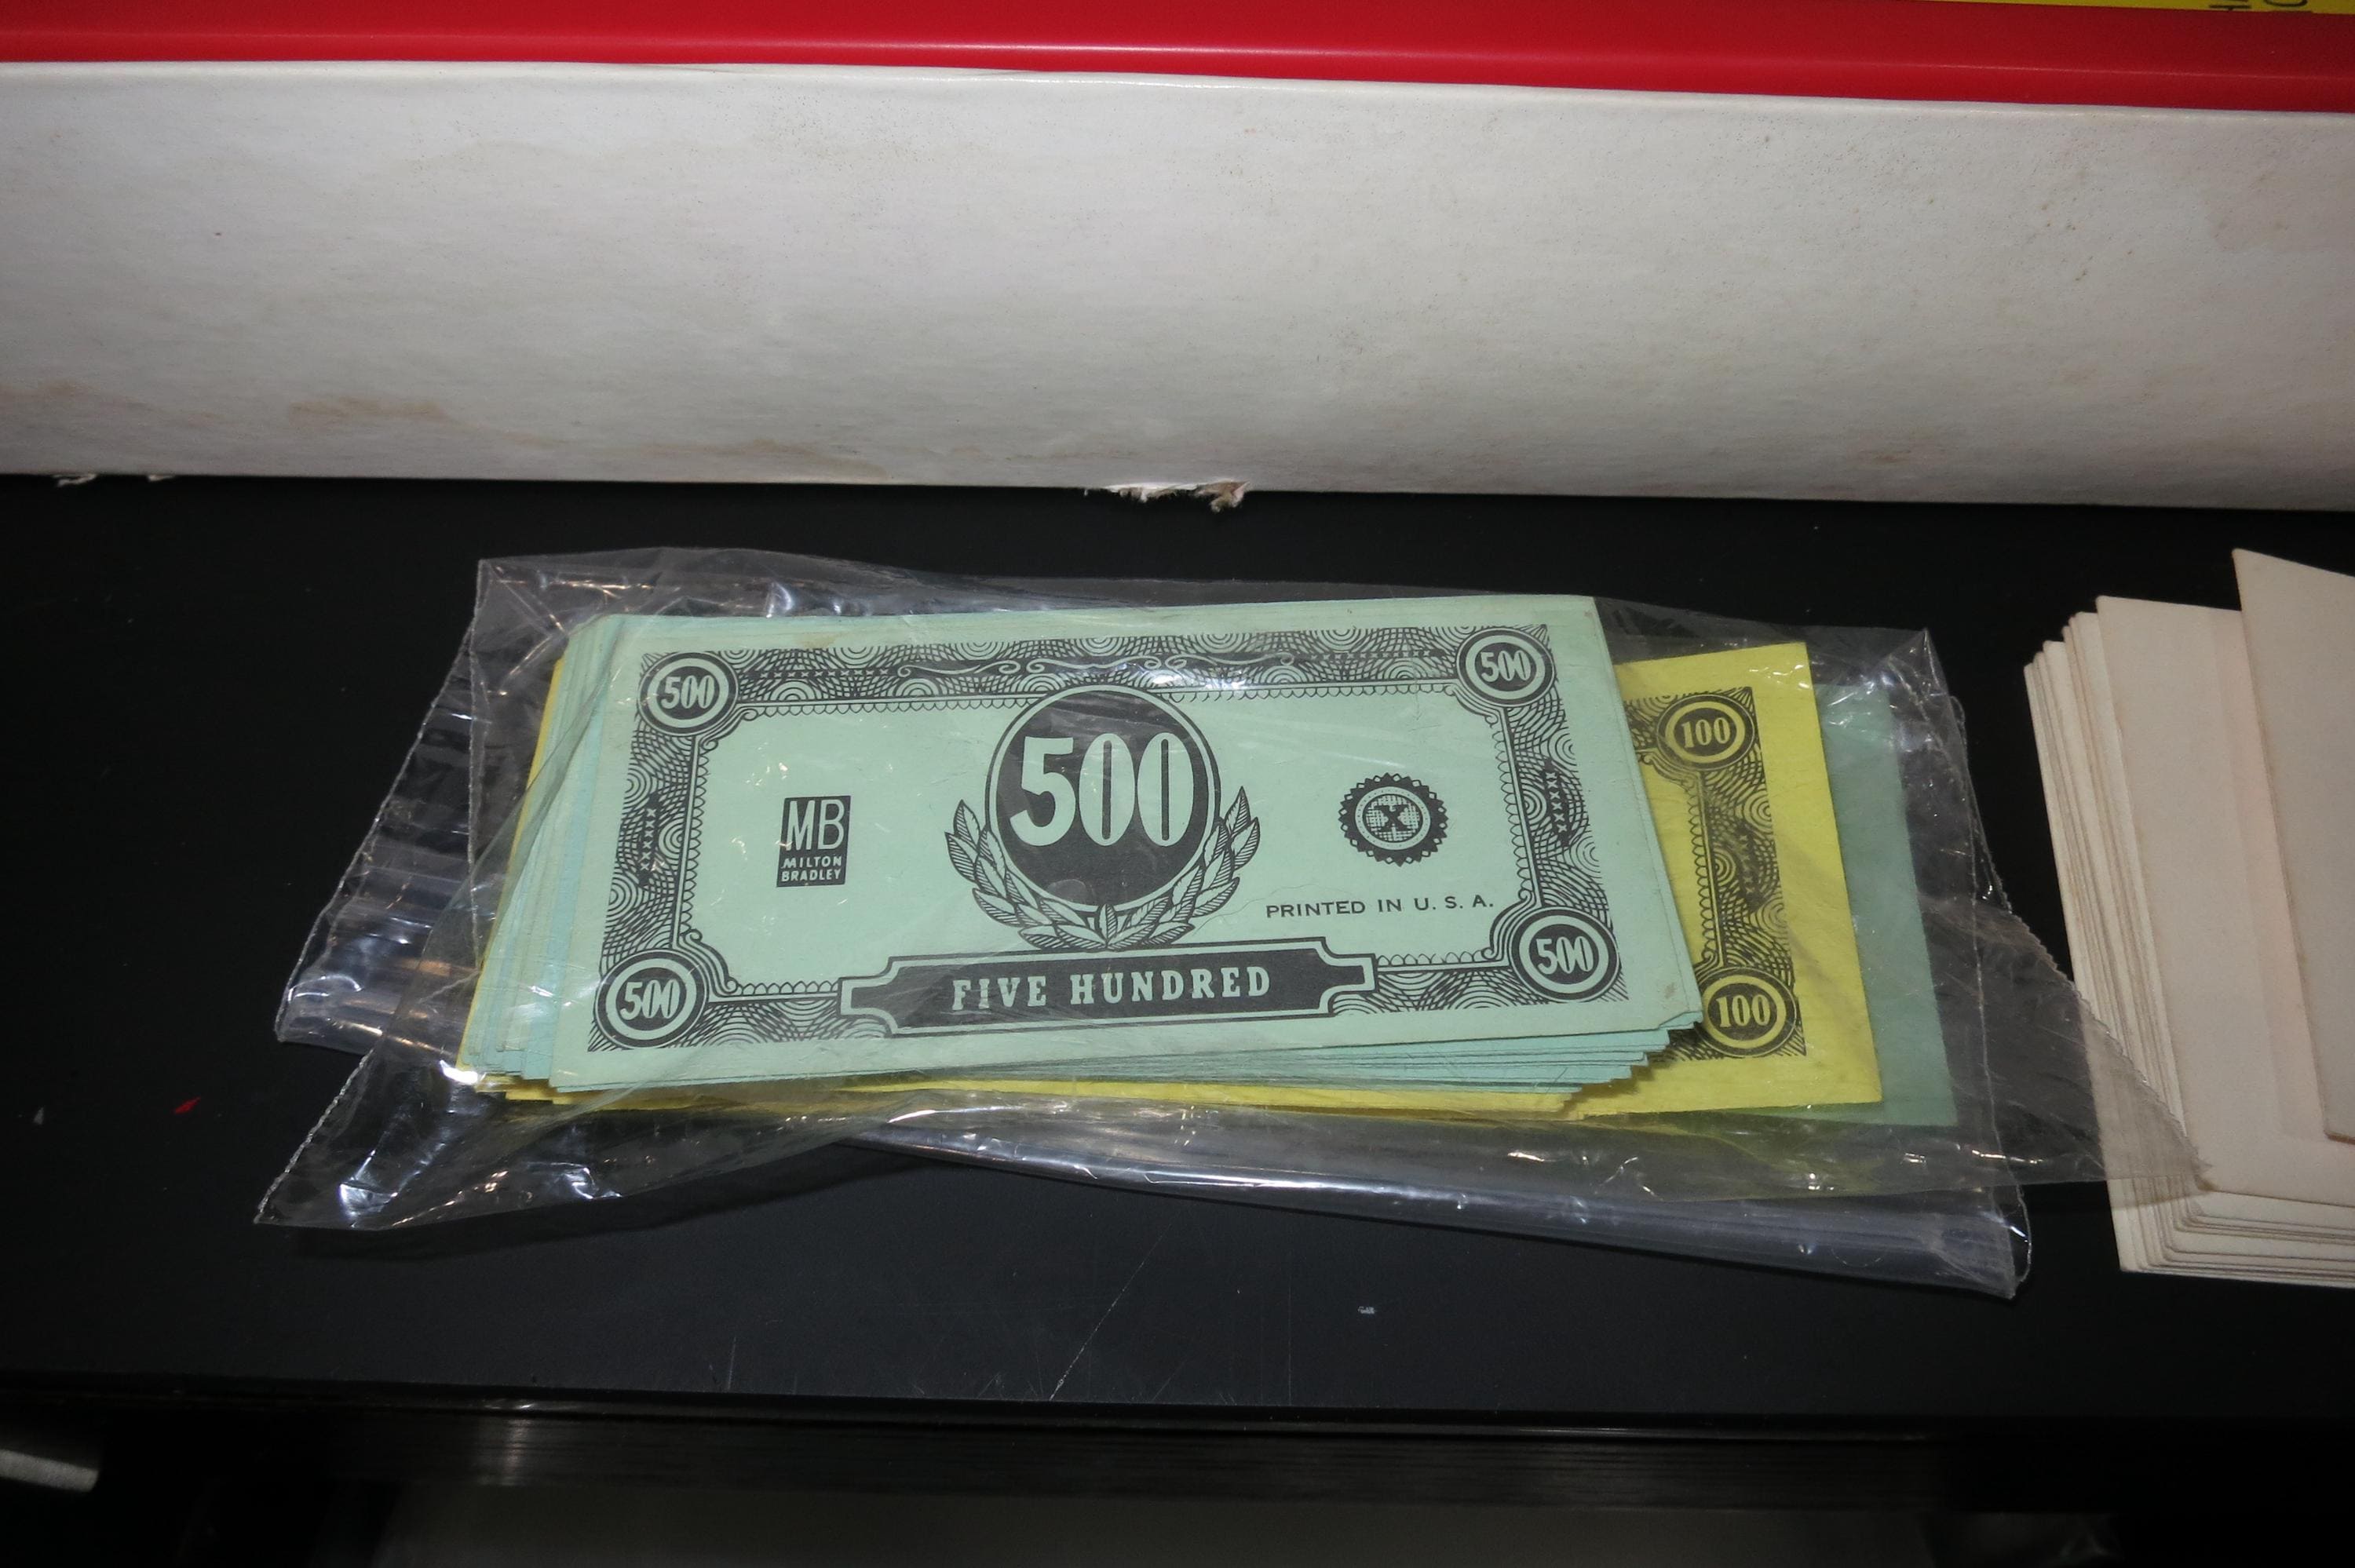 500
500
500
MB
MILTON
BRADLEY
X
PRINTED IN U. S. A.
500
FIVE HUNDRED
500
100
100